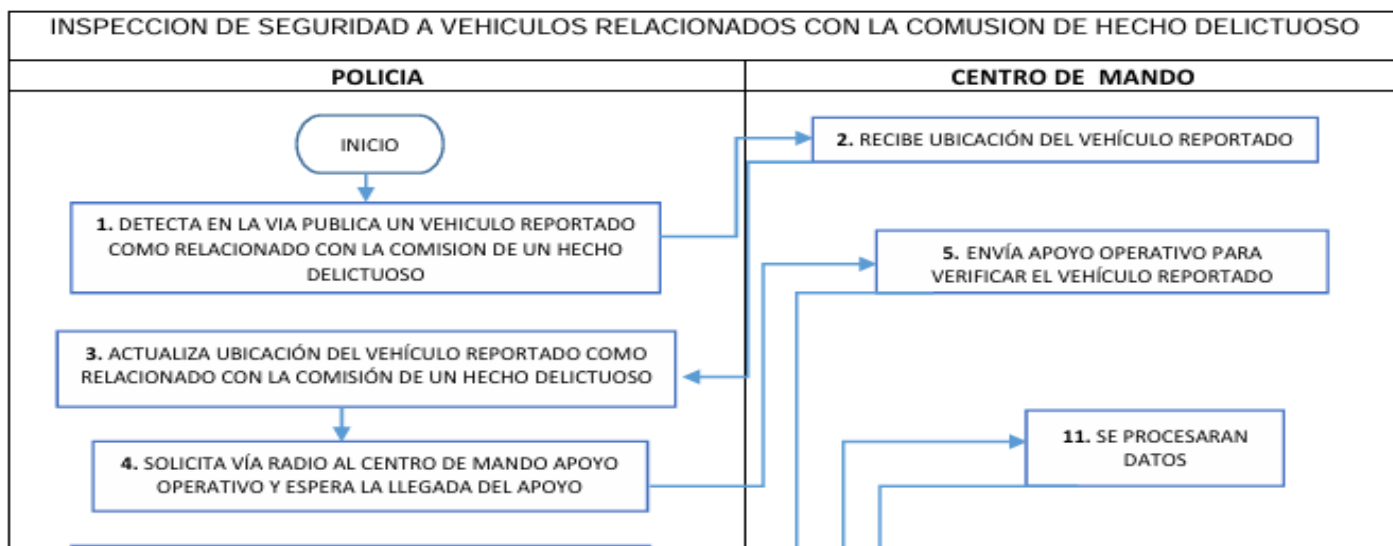 INSPECCION DE SEGURIDAD A VEHICULOS RELACIONADOS CON LA COMUSION DE HECHO DELICTUOSO
POLICIA
CENTRO DE MANDO
INICIO
1. DETECTA EN LA VIA PUBLICA UN VEHICULO REPORTADO
COMO RELACIONADO CON LA COMISION DE UN HECHO
DELICTUOSO
2. RECIBE UBICACIÓN DEL VEHÍCULO REPORTADO
3. ACTUALIZA UBICACIÓN DEL VEHÍCULO REPORTADO COMO
RELACIONADO CON LA COMISIÓN DE UN HECHO DELICTUOSO
4. SOLICITA VÍA RADIO AL CENTRO DE MANDO APOYO
OPERATIVO Y ESPERA LA LLEGADA DEL APOYO
5. ENVÍA APOYO OPERATIVO PARA
VERIFICAR EL VEHÍCULO REPORTADO
11. SE PROCESARAN
DATOS